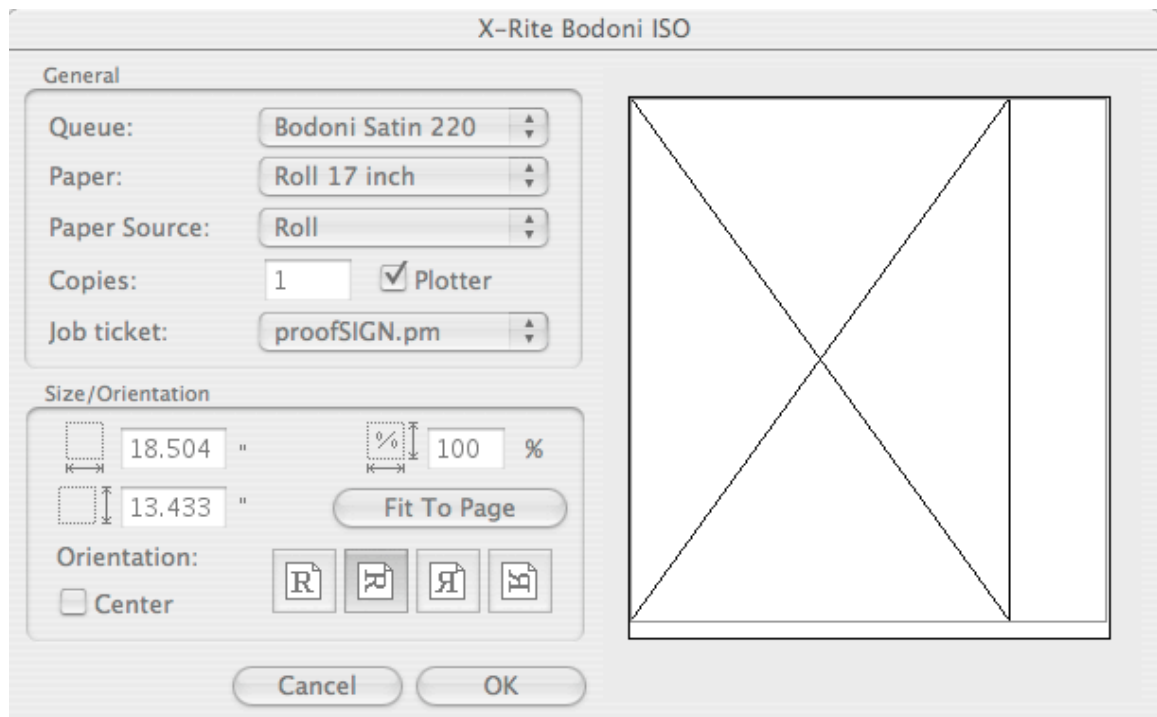 X-Rite Bodoni ISO
General
Queue: Bodoni Satin 220
Paper: Roll 17 inch
Paper Source: Roll
Copies: 1 Plotter
Job ticket: proofSIGN.pm
Size/Orientation
18.504 " % 100 %
13.433 " Fit To Page
Orientation:
R R R R
Center
Cancel OK